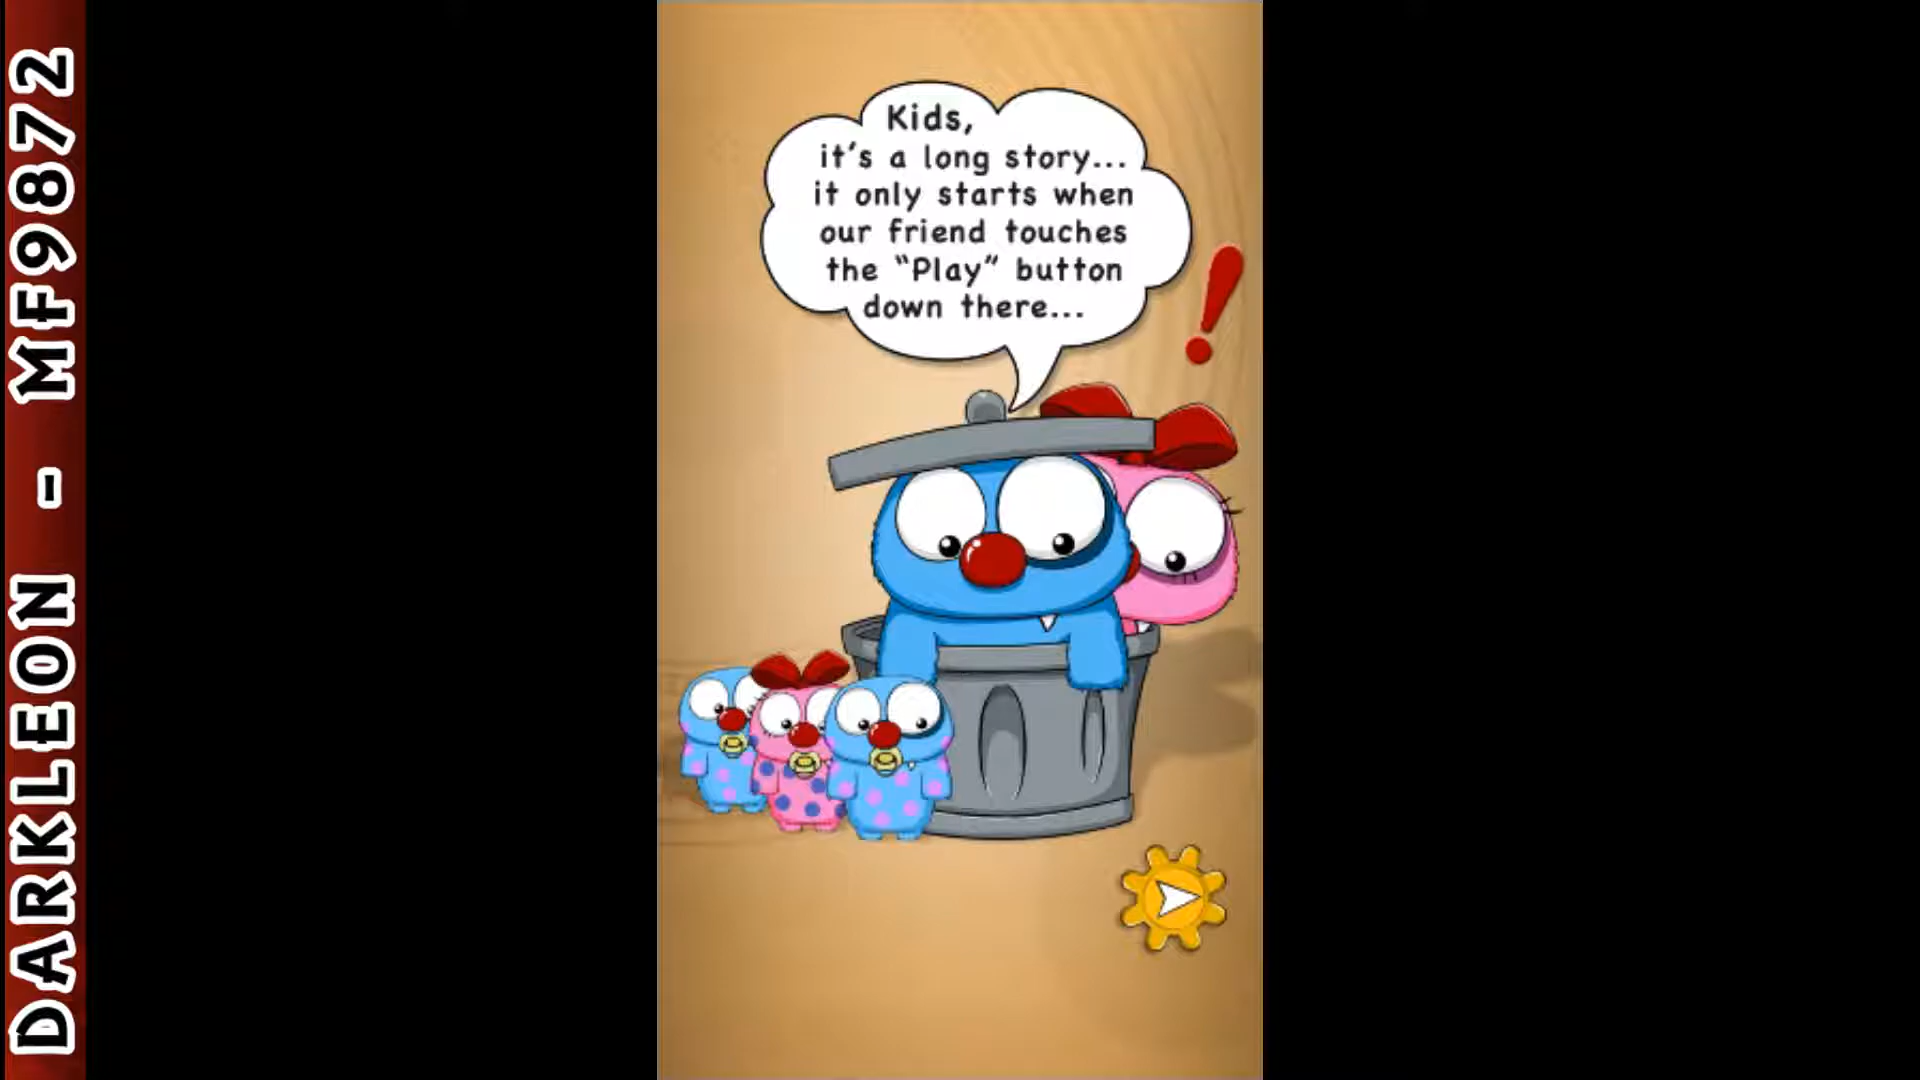 DARKLEON - MF9872
Kids,
it's a long story...
it only starts when
our friend touches
the “Play” button
down there...